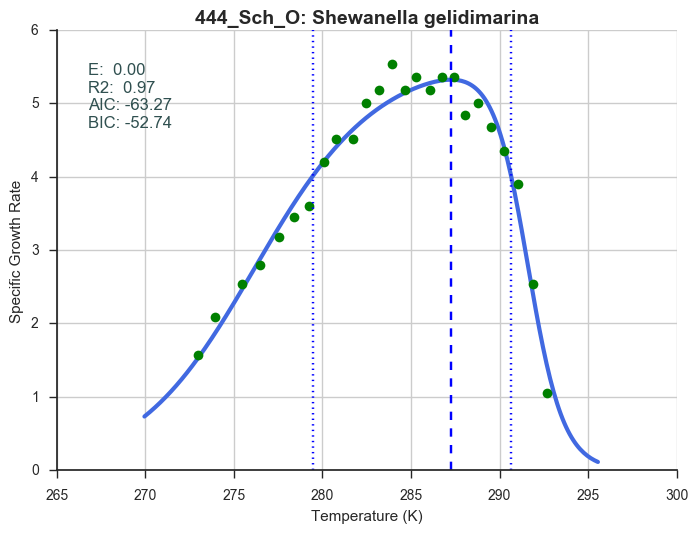 444_Sch_O: Shewanella gelidimarina
E:  0.00
R2:  0.97
AIC: -63.27
BIC: -52.74
6
5
4
3
2
1
0
Specific Growth Rate
265 270 275 280 285 290 295 300
Temperature (K)